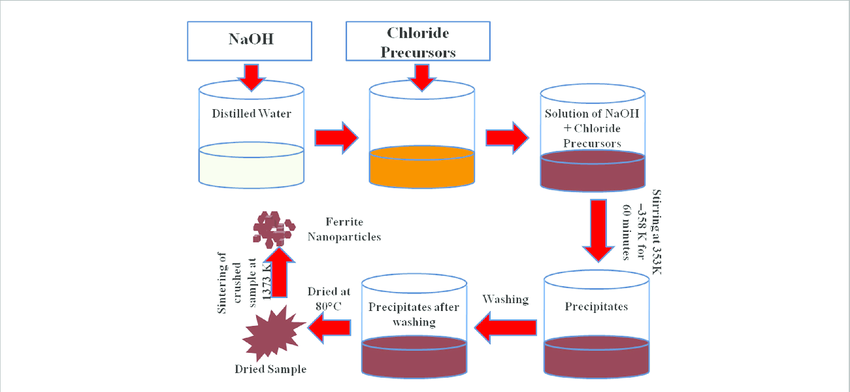 NaOH
Chloride
Precursors
Distilled Water
Solution of NaOH
+ Chloride
Precursors
Stirring at 353K
–358 K for
60 minutes
Precipitates
Washing
Precipitates after
washing
Dried at
80°C
Dried Sample
Sintering of
crushed
sample at
1373 K
Ferrite
Nanoparticles